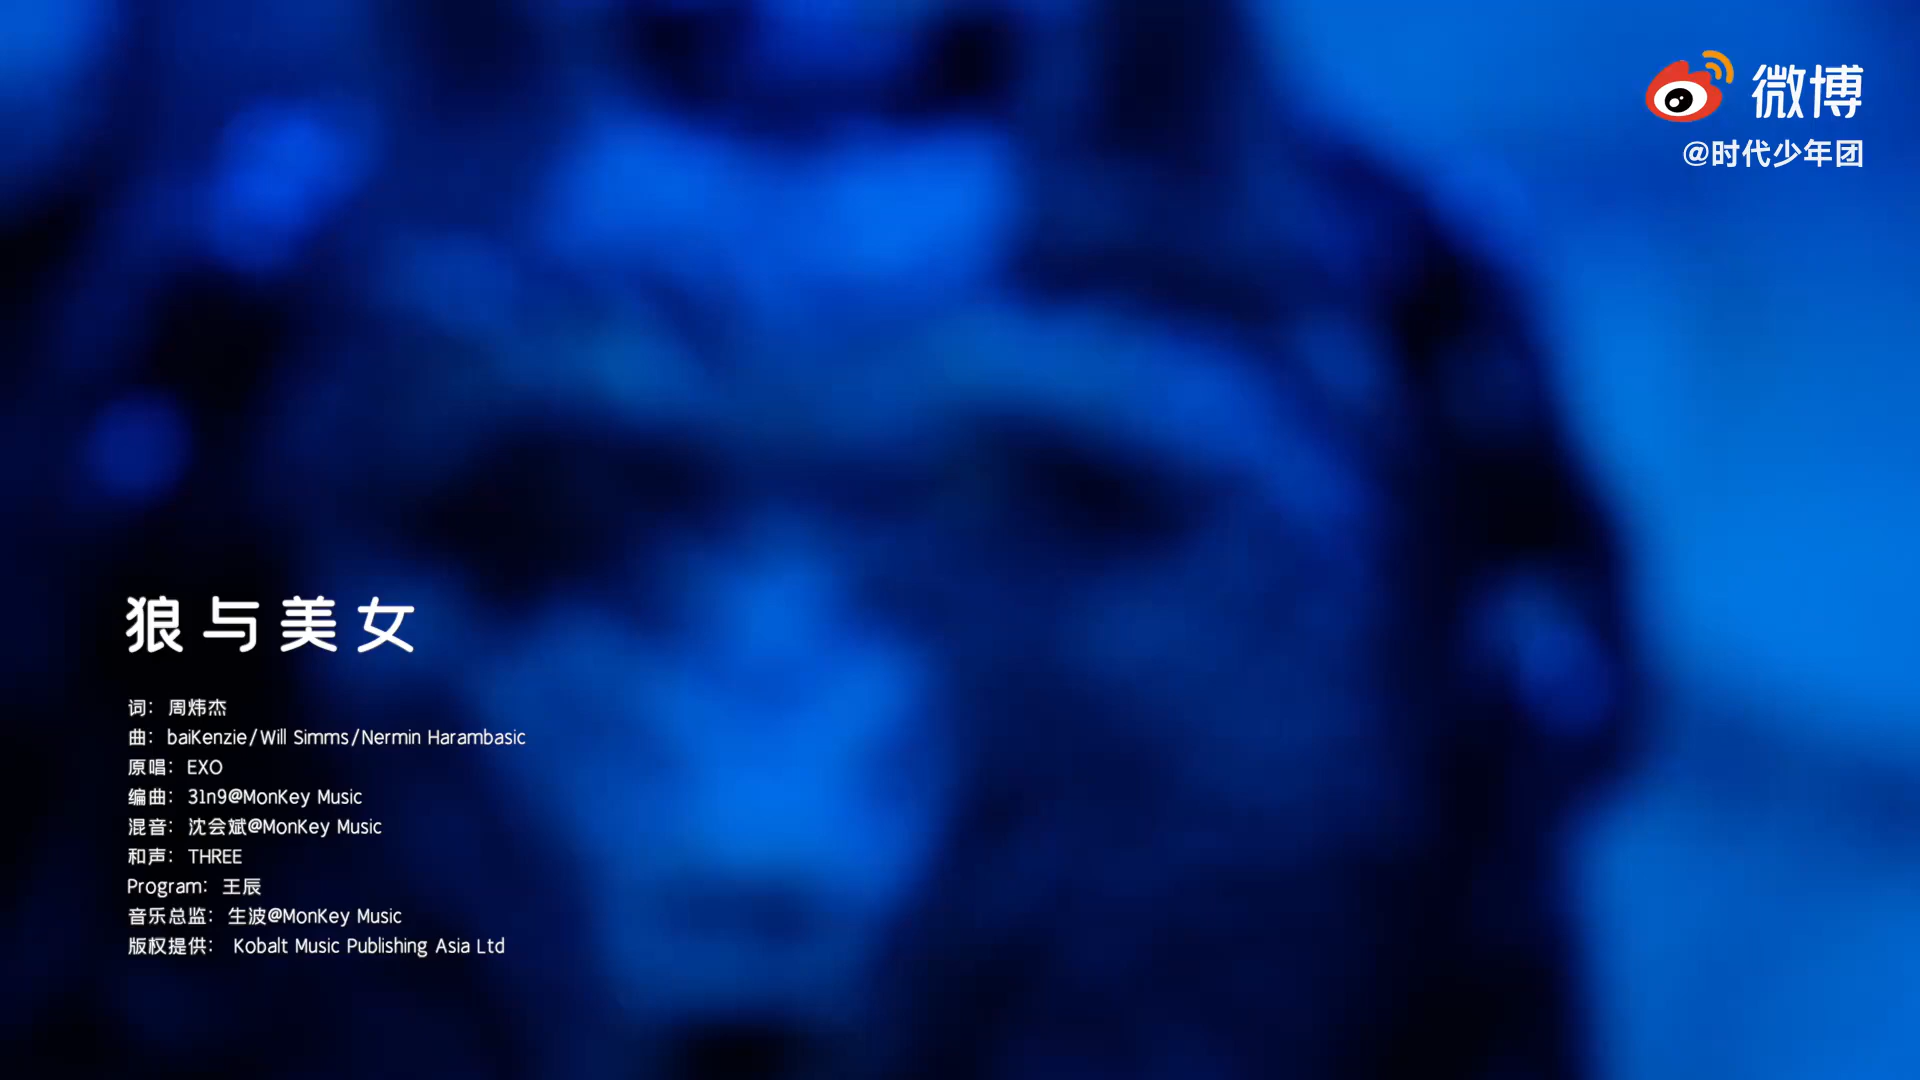 微博
@时代少年团
狼与美女
词：周炜杰
曲：baiKenzie/Will Simms/Nermin Harambasic
原唱：EXO
编曲：31n9@MonKey Music
混音：沈会斌@MonKey Music
和声：THREE
Program：王辰
音乐总监：生波@MonKey Music
版权提供： Kobalt Music Publishing Asia Ltd